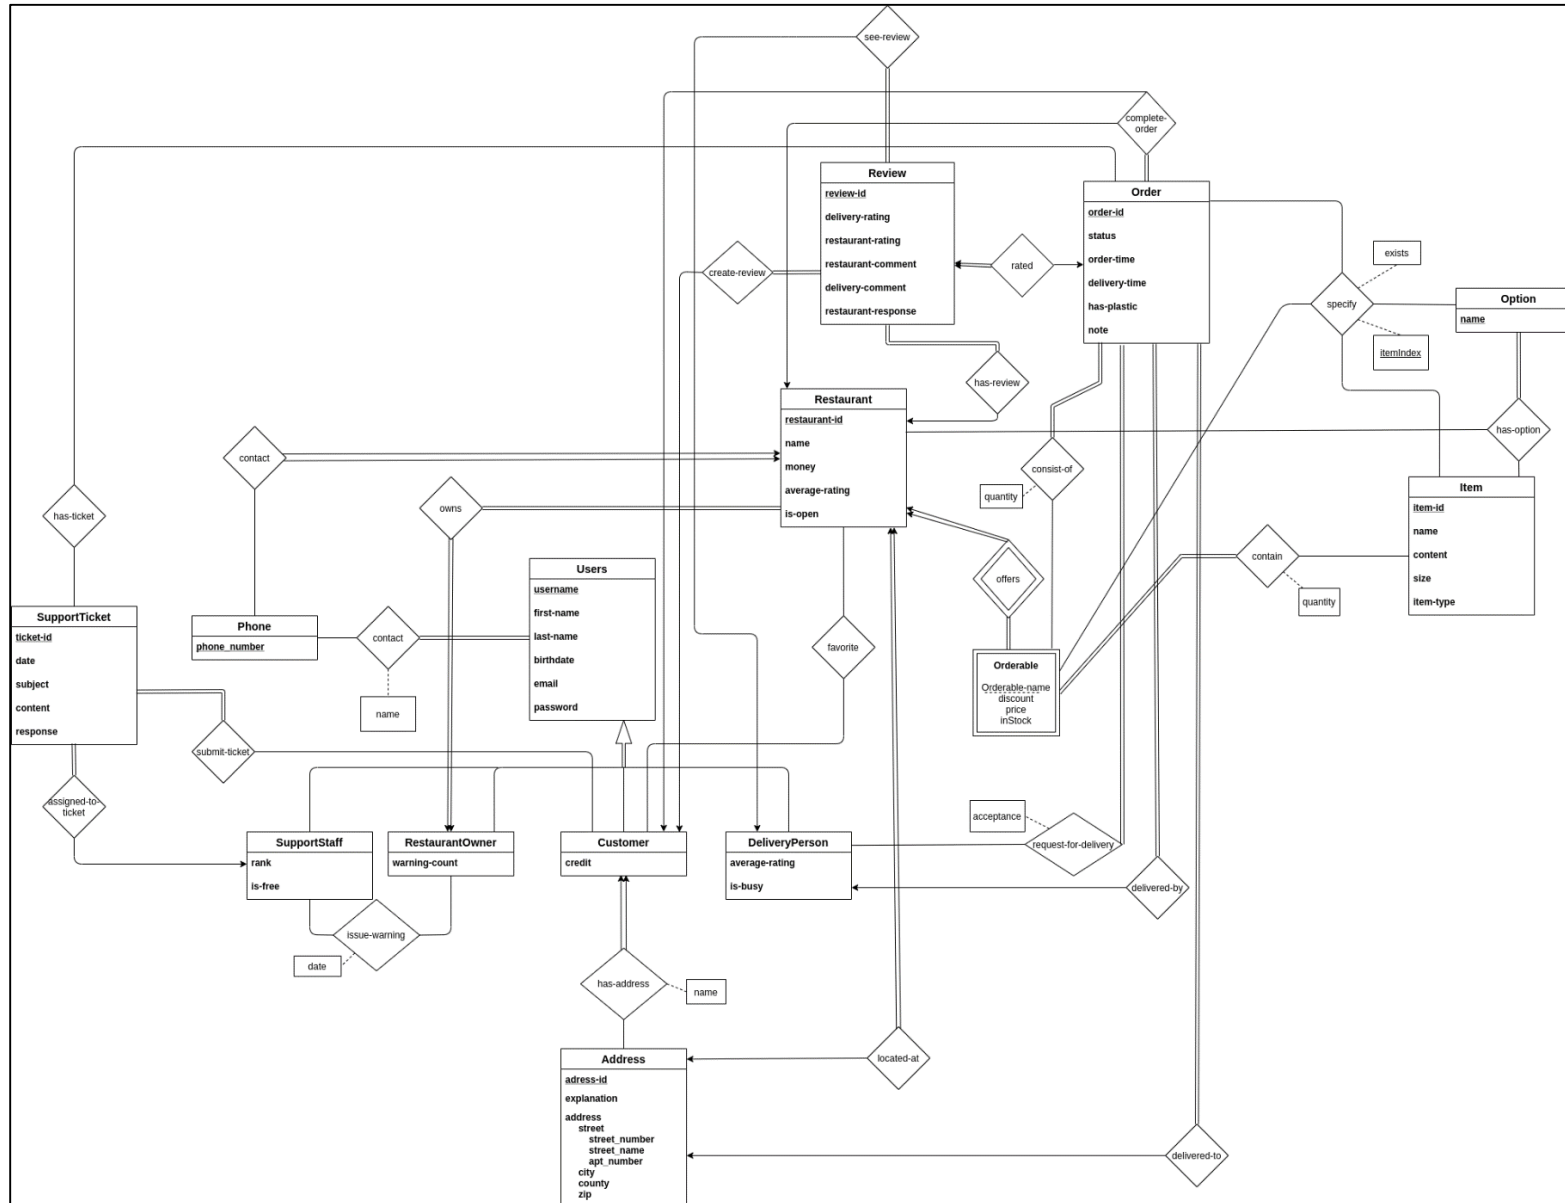 see-review
complete-
order
Review
review-id
delivery-rating
restaurant-rating
restaurant-comment
delivery-comment
restaurant-response
Order
order-id
status
order-time
delivery-time
has-plastic
note
create-review
rated
exists
specify
itemIndex
Option
name
has-review
Restaurant
restaurant-id
name
money
average-rating
is-open
has-option
contact
consist-of
quantity
Item
item-id
name
content
size
item-type
has-ticket
owns
offers
contain
quantity
Users
username
first-name
last-name
birthdate
email
password
SupportTicket
ticket-id
date
subject
content
response
Phone
phone_number
contact
name
favorite
Orderable
Orderable-name
discount
price
inStock
submit-ticket
assigned-to-
ticket
SupportStaff
rank
is-free
RestaurantOwner
warning-count
Customer
credit
DeliveryPerson
average-rating
is-busy
acceptance
request-for-delivery
delivered-by
issue-warning
date
has-address
name
located-at
Address
adress-id
explanation
address
street
street_number
street_name
apt_number
city
county
zip
delivered-to